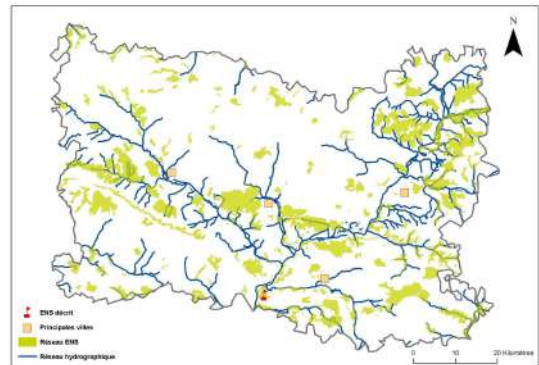 N
ENS décrit
Principales villes
Réseau ENS
Réseau hydrographique
0 10 20 Kilomètres